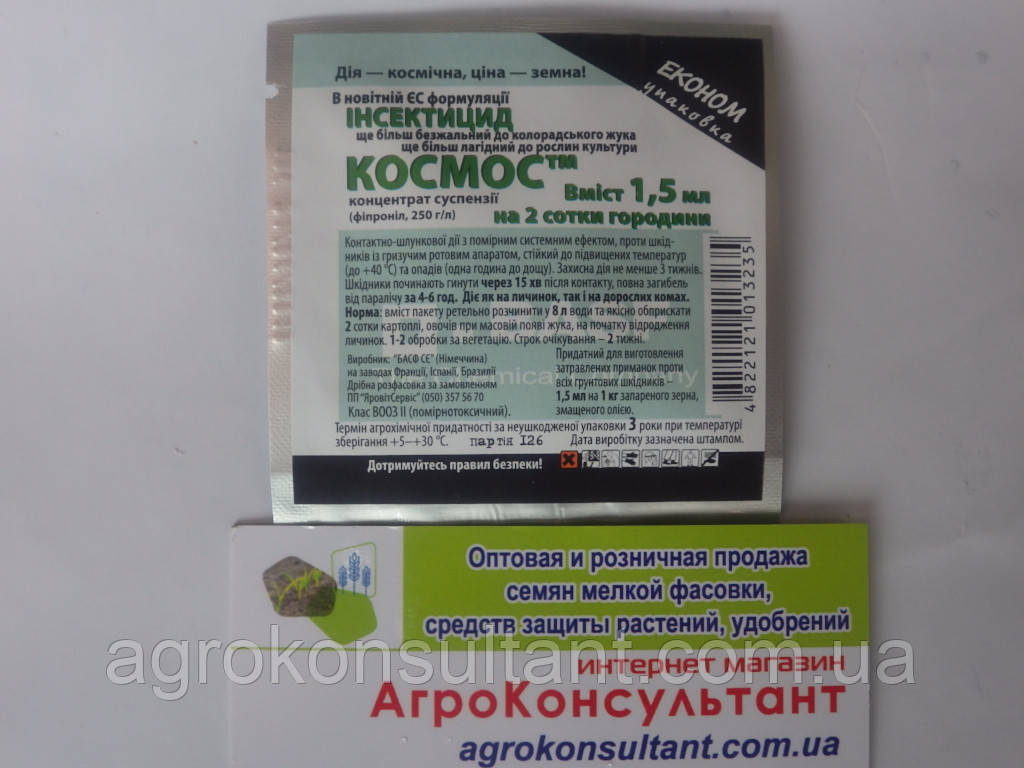 Дія — космічна, ціна — земна!
ЕКОНОМ
упаковка
В новітній ЄС формуляції
ІНСЕКТИЦИД
ще більш безжальний до колорадського жука
ще більш лагідний до рослин культури
КОСМОС™
концентрат суспензії
(фіпроніл, 250 г/л)
Вміст 1,5 мл
на 2 сотки городини
Контактно-шлункової дії з помірним системним ефектом, проти шкід-
ників із гризучим ротовим апаратом, стійкий до підвищених температур
(до +40 °C) та опадів (одна година до дощу). Захисна дія не менше 3 тижнів.
Шкідники починають гинути через 15 хв після контакту, повна загибель
від паралічу за 4-6 год. Діє як на личинок, так і на дорослих комах.
Норма: вміст пакету ретельно розчинити у 8 л води та якісно обприскати
2 сотки картоплі, овочів при масовій появі жука, на початку відродження
личинок. 1-2 обробки за вегетацію. Строк очікування – 2 тижні.
Виробник: "БАСФ СЄ" (Німеччина)
на заводах Франції, Іспанії, Бразилії
Дрібна розфасовка за замовленням
ПП "ЯровітСервіс" (050) 357 56 70
Клас ВООЗ II (помірнотоксичний).
Придатний для виготовлення
затравлених приманок проти
всіх грунтових шкідників –
1,5 мл на 1 кг запареного зерна,
змащеного олією.
4 822121 013235
Термін агрохімічної придатності за неушкодженої упаковки 3 роки при температурі
зберігання +5–+30 °C. партія I26 Дата виробітку зазначена штампом.
Дотримуйтесь правил безпеки!
Оптовая и розничная продажа
семян мелкой фасовки,
средств защиты растений, удобрений
agrokonsultant.com.ua
интернет магазин
АгроКонсультант
agrokonsultant.com.ua